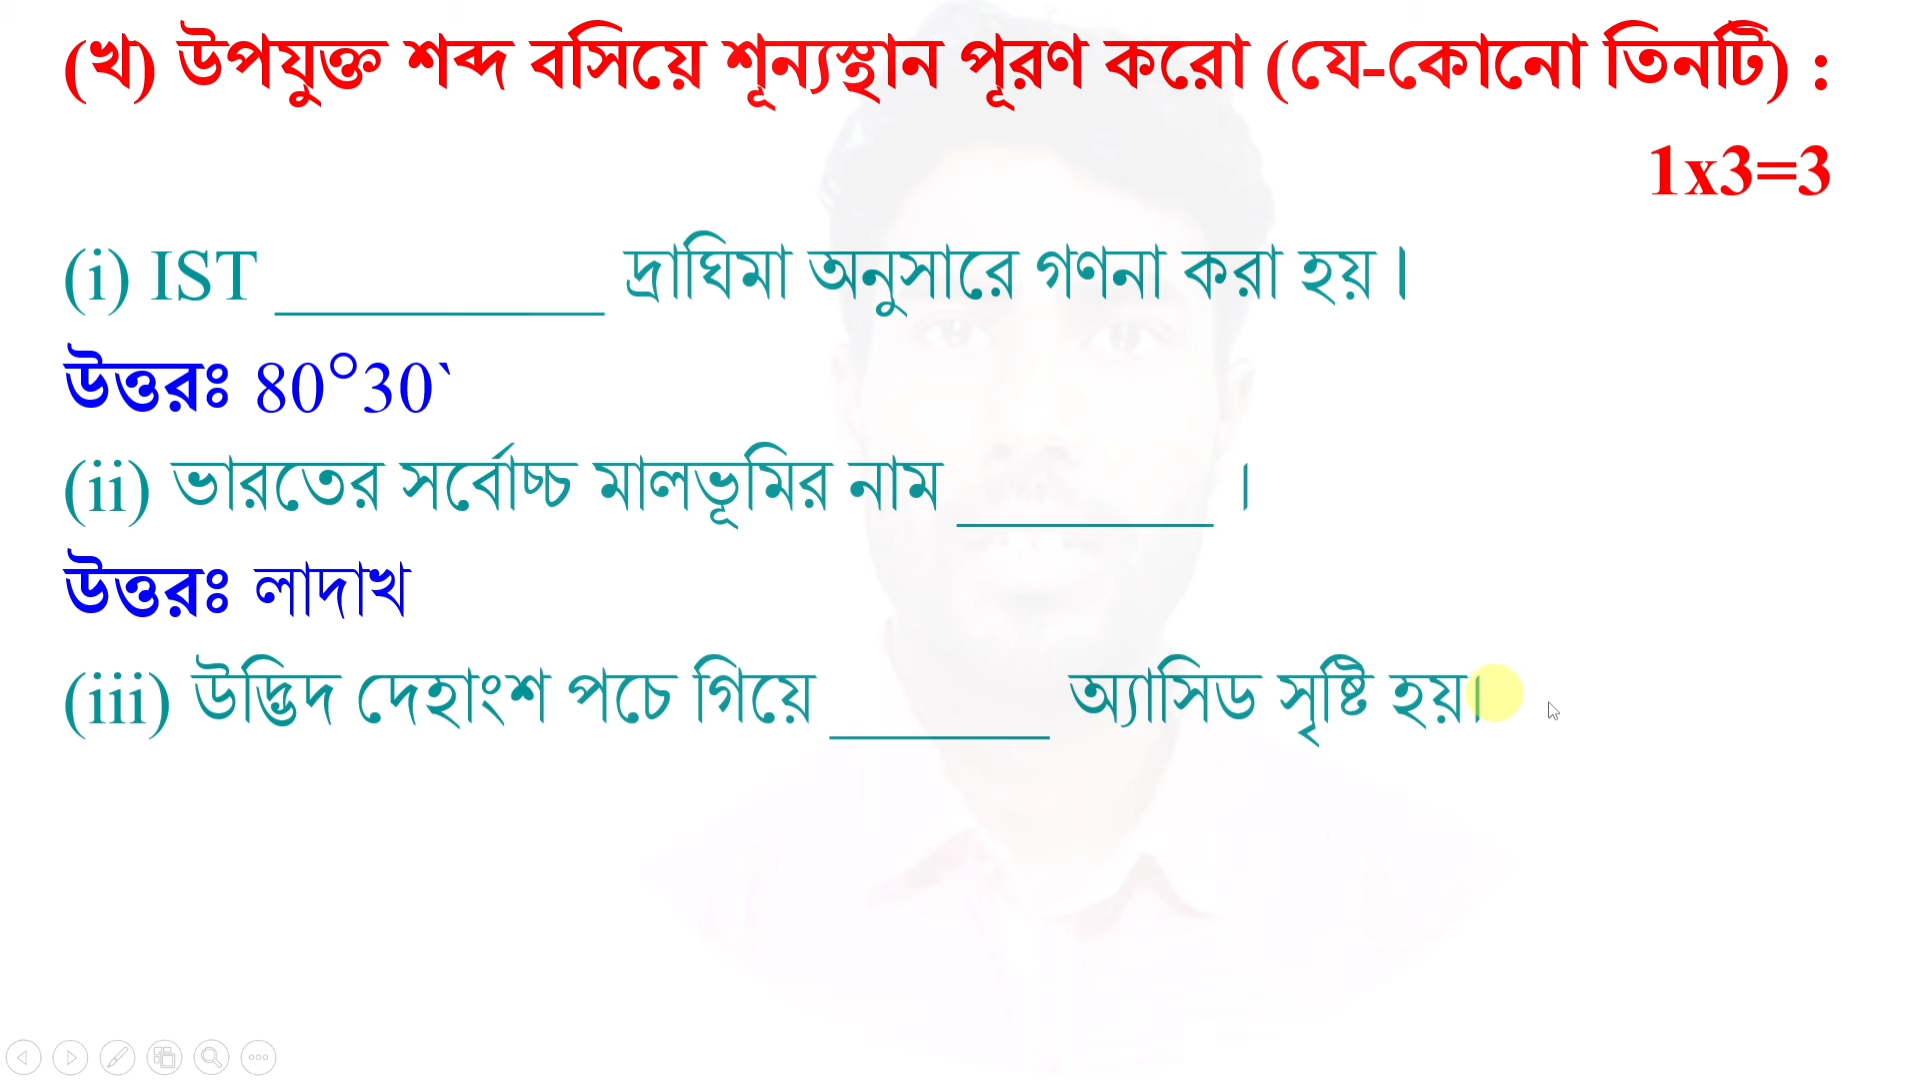 (খ) উপযুক্ত শব্দ বসিয়ে শূন্যস্থান পূরণ করো (যে-কোনো তিনটি) :
1x3=3
(i) IST __________ দ্রাঘিমা অনুসারে গণনা করা হয় ।
উত্তরঃ 80°30`
(ii) ভারতের সর্বোচ্চ মালভূমির নাম ________ ।
উত্তরঃ লাদাখ
(iii) উদ্ভিদ দেহাংশ পচে গিয়ে _______ অ্যাসিড সৃষ্টি হয়।